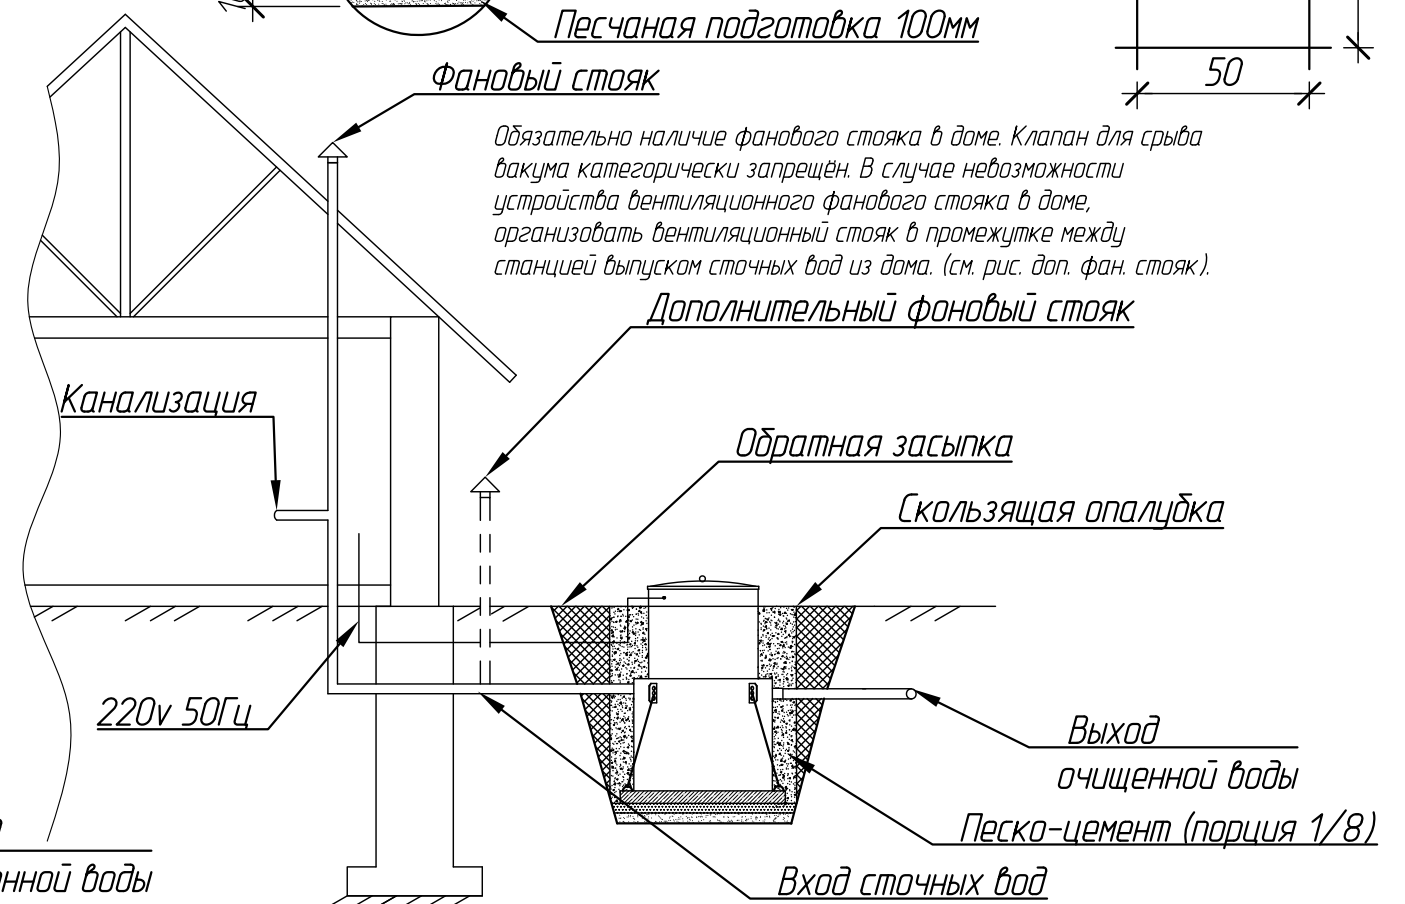 Песчаная подготовка 100мм
Фановый стояк
50
Обязательно наличие фанового стояка в доме. Клапан для срыва
вакума категорически запрещён. В случае невозможности
устройства вентиляционного фанового стояка в доме,
организовать вентиляционный стояк в промежутке между
станцией выпуском сточных вод из дома. (см. рис. доп. фан. стояк).
Дополнительный фоновый стояк
Канализация
Обратная засыпка
Скользящая опалубка
220v 50Гц
Выход
очищенной воды
Песко-цемент (порция 1/8)
воды
Вход сточных вод